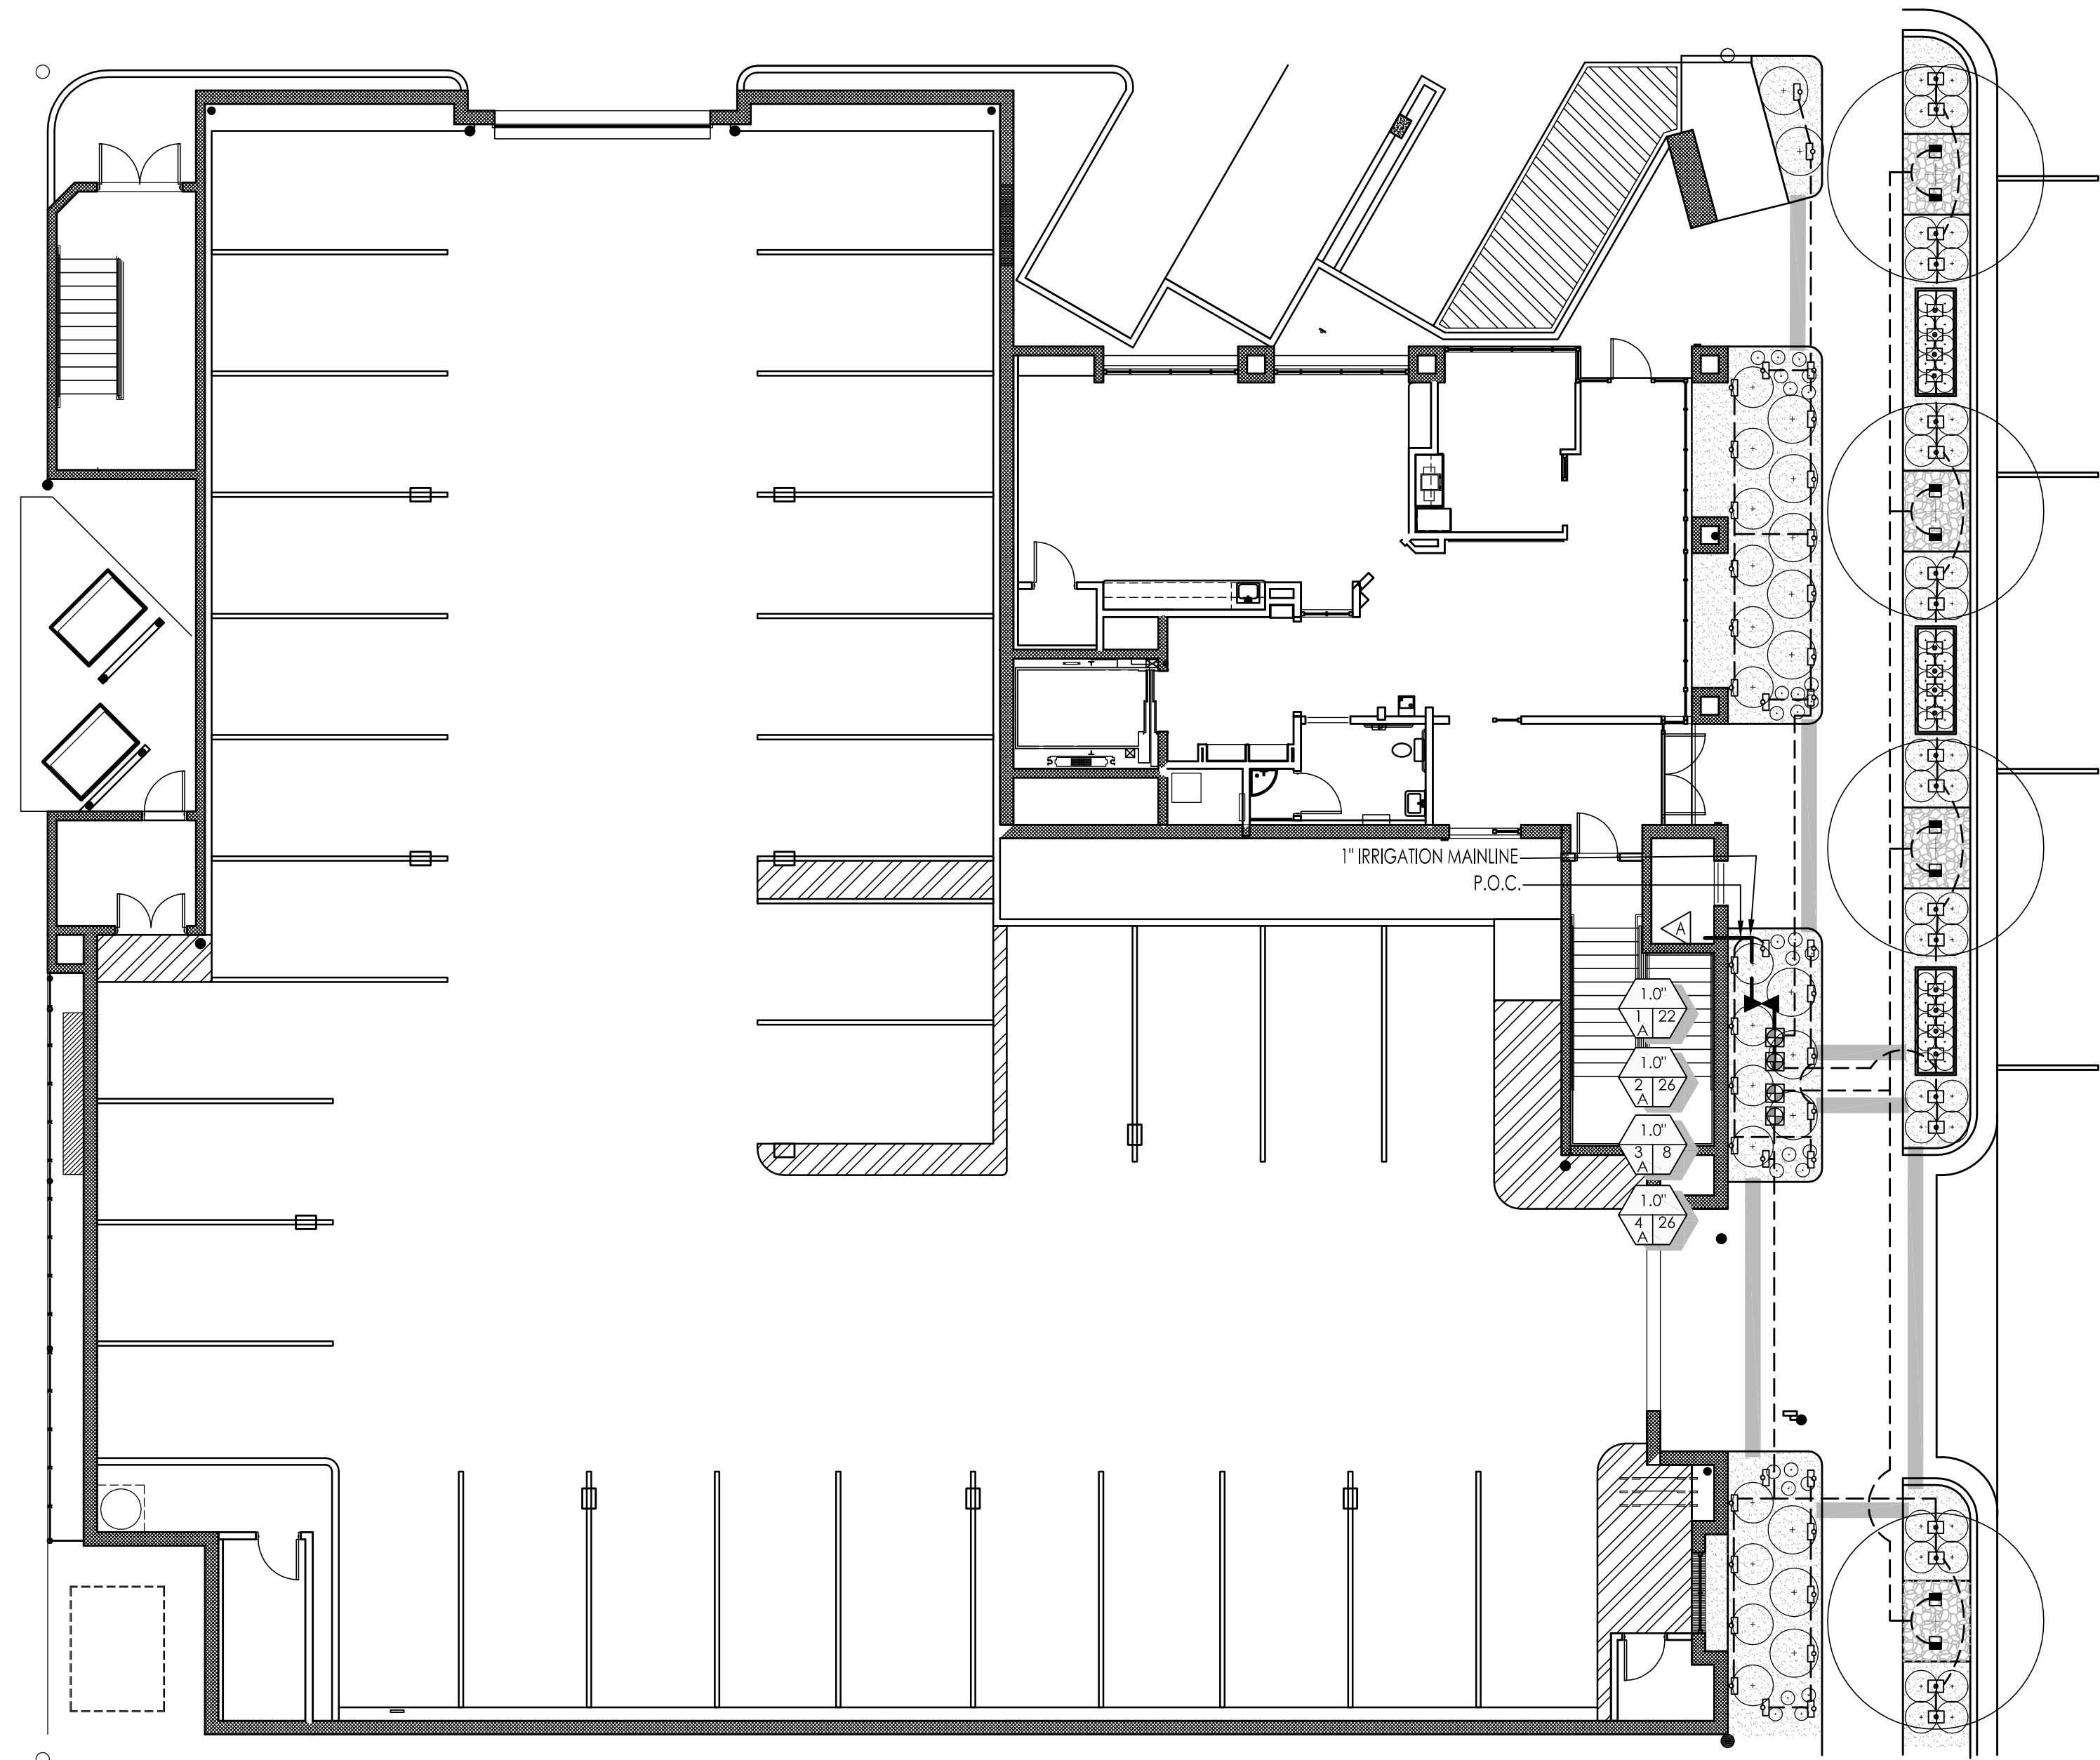 1" IRRIGATION MAINLINE
P.O.C.
A
1.0"
1 22
A
1.0"
2 26
A
1.0"
3 8
A
1.0"
4 26
A